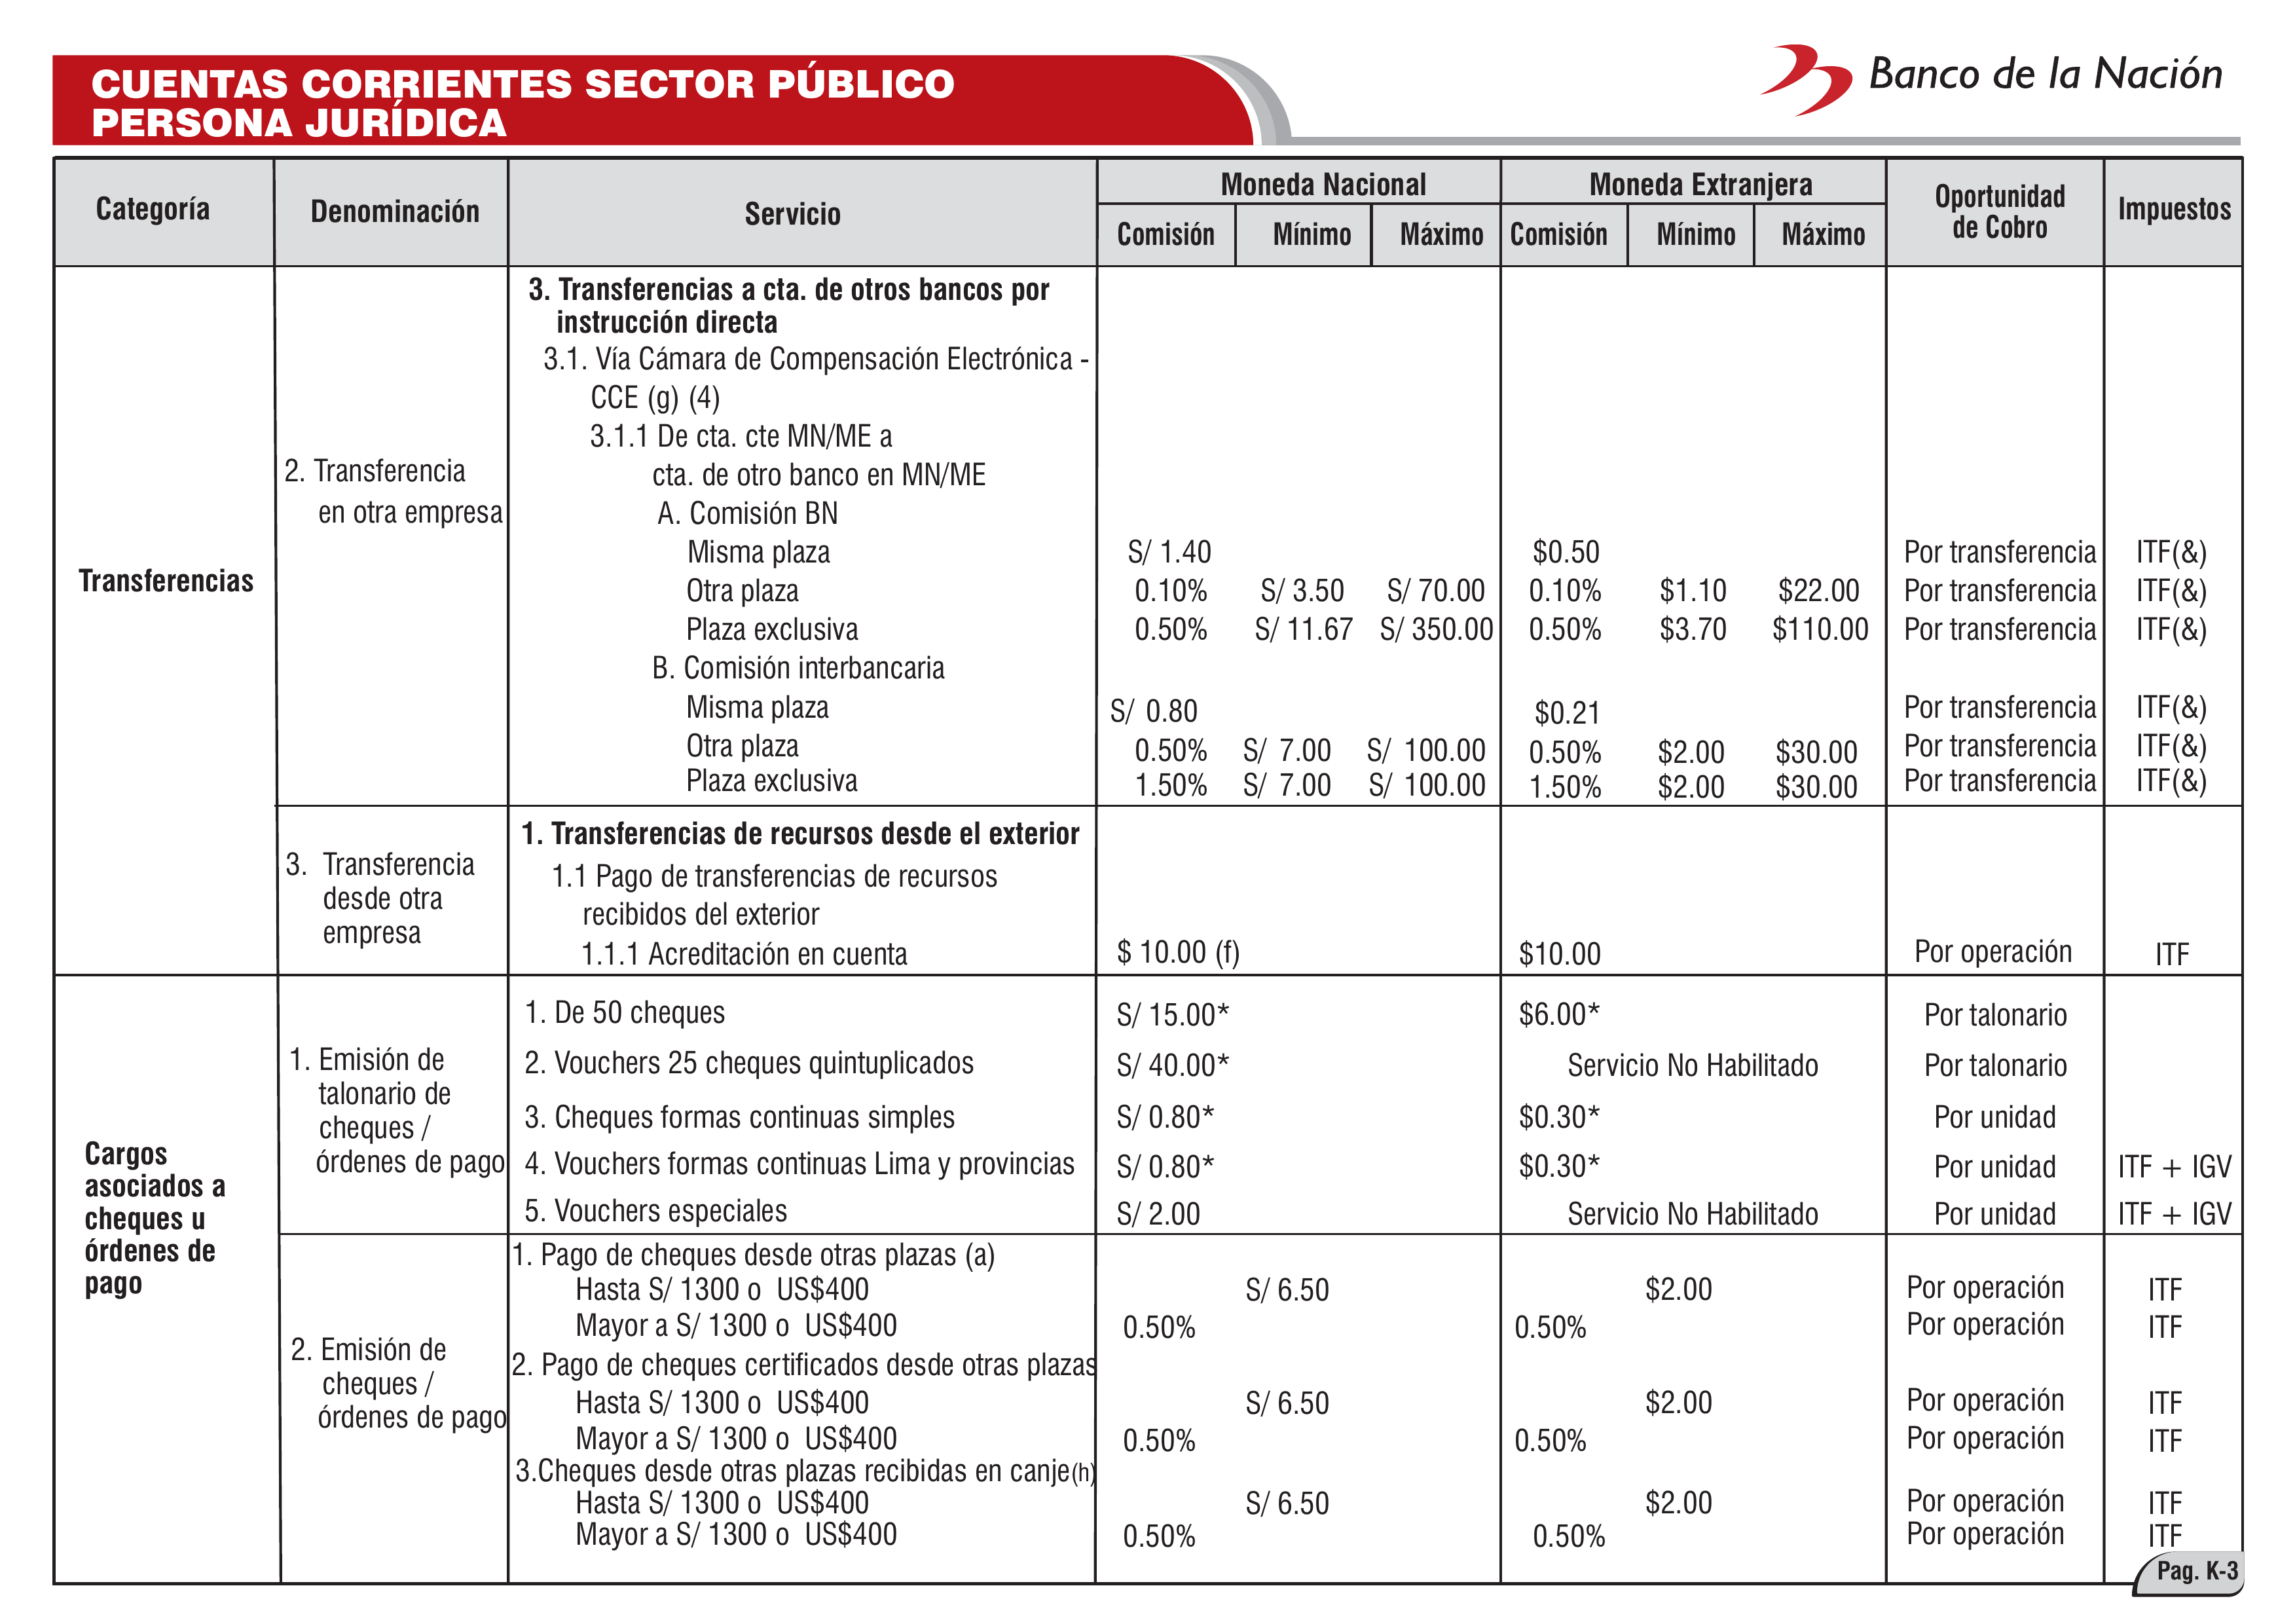 CUENTAS CORRIENTES SECTOR PÚBLICO
PERSONA JURÍDICA
Banco de la Nación
Categoría Denominación Servicio Moneda Nacional Moneda Extranjera Oportunidad de Cobro Impuestos
Comisión Mínimo Máximo Comisión Mínimo Máximo
Transferencias
2. Transferencia
en otra empresa
3. Transferencias a cta. de otros bancos por
instrucción directa
3.1. Vía Cámara de Compensación Electrónica -
CCE (g) (4)
3.1.1 De cta. cte MN/ME a
cta. de otro banco en MN/ME
A. Comisión BN
Misma plaza S/ 1.40 $0.50 Por transferencia ITF(&)
Otra plaza 0.10% S/ 3.50 S/ 70.00 0.10% $1.10 $22.00 Por transferencia ITF(&)
Plaza exclusiva 0.50% S/ 11.67 S/ 350.00 0.50% $3.70 $110.00 Por transferencia ITF(&)
B. Comisión interbancaria
Misma plaza S/ 0.80 $0.21 Por transferencia ITF(&)
Otra plaza 0.50% S/ 7.00 S/ 100.00 0.50% $2.00 $30.00 Por transferencia ITF(&)
Plaza exclusiva 1.50% S/ 7.00 S/ 100.00 1.50% $2.00 $30.00 Por transferencia ITF(&)
3. Transferencia
desde otra
empresa
1. Transferencias de recursos desde el exterior
1.1 Pago de transferencias de recursos
recibidos del exterior
1.1.1 Acreditación en cuenta $ 10.00 (f) $10.00 Por operación ITF
Cargos
asociados a
cheques u
órdenes de
pago
1. Emisión de
talonario de
cheques /
órdenes de pago
1. De 50 cheques S/ 15.00* $6.00* Por talonario
2. Vouchers 25 cheques quintuplicados S/ 40.00* Servicio No Habilitado Por talonario
3. Cheques formas continuas simples S/ 0.80* $0.30* Por unidad
4. Vouchers formas continuas Lima y provincias S/ 0.80* $0.30* Por unidad ITF + IGV
5. Vouchers especiales S/ 2.00 Servicio No Habilitado Por unidad ITF + IGV
2. Emisión de
cheques /
órdenes de pago
1. Pago de cheques desde otras plazas (a)
Hasta S/ 1300 o US$400 S/ 6.50 $2.00 Por operación ITF
Mayor a S/ 1300 o US$400 0.50% 0.50% Por operación ITF
2. Pago de cheques certificados desde otras plazas
Hasta S/ 1300 o US$400 S/ 6.50 $2.00 Por operación ITF
Mayor a S/ 1300 o US$400 0.50% 0.50% Por operación ITF
3.Cheques desde otras plazas recibidas en canje(h)
Hasta S/ 1300 o US$400 S/ 6.50 $2.00 Por operación ITF
Mayor a S/ 1300 o US$400 0.50% 0.50% Por operación ITF
Pag. K-3